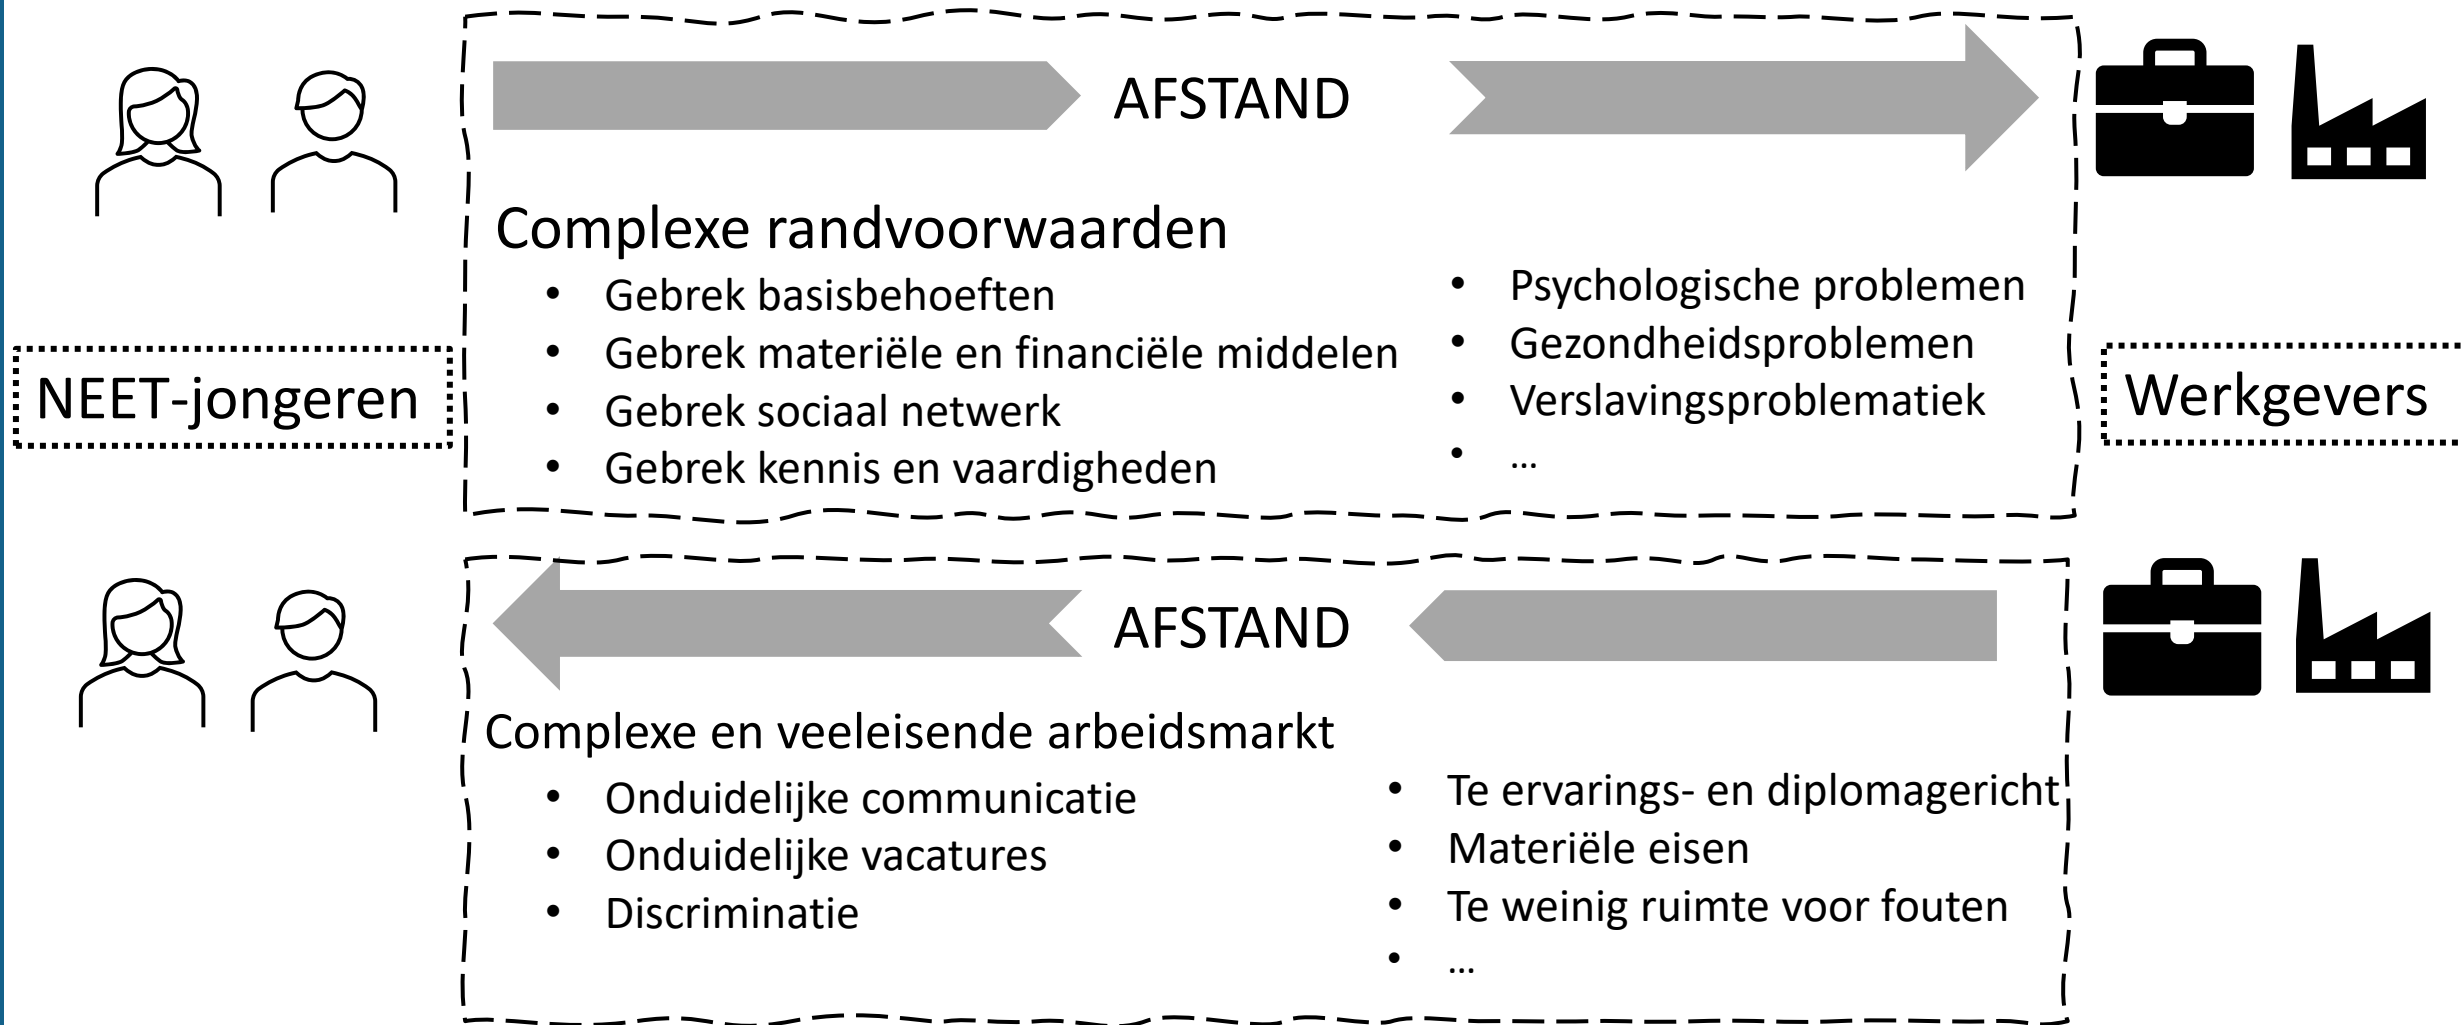 AFSTAND
Complexe randvoorwaarden
• Gebrek basisbehoeften
• Gebrek materiële en financiële middelen
• Gebrek sociaal netwerk
• Gebrek kennis en vaardigheden
• Psychologische problemen
• Gezondheidsproblemen
• Verslavingsproblematiek
• …
NEET-jongeren
Werkgevers
AFSTAND
Complexe en veeleisende arbeidsmarkt
• Onduidelijke communicatie
• Onduidelijke vacatures
• Discriminatie
• Te ervarings- en diplomagericht
• Materiële eisen
• Te weinig ruimte voor fouten
• …